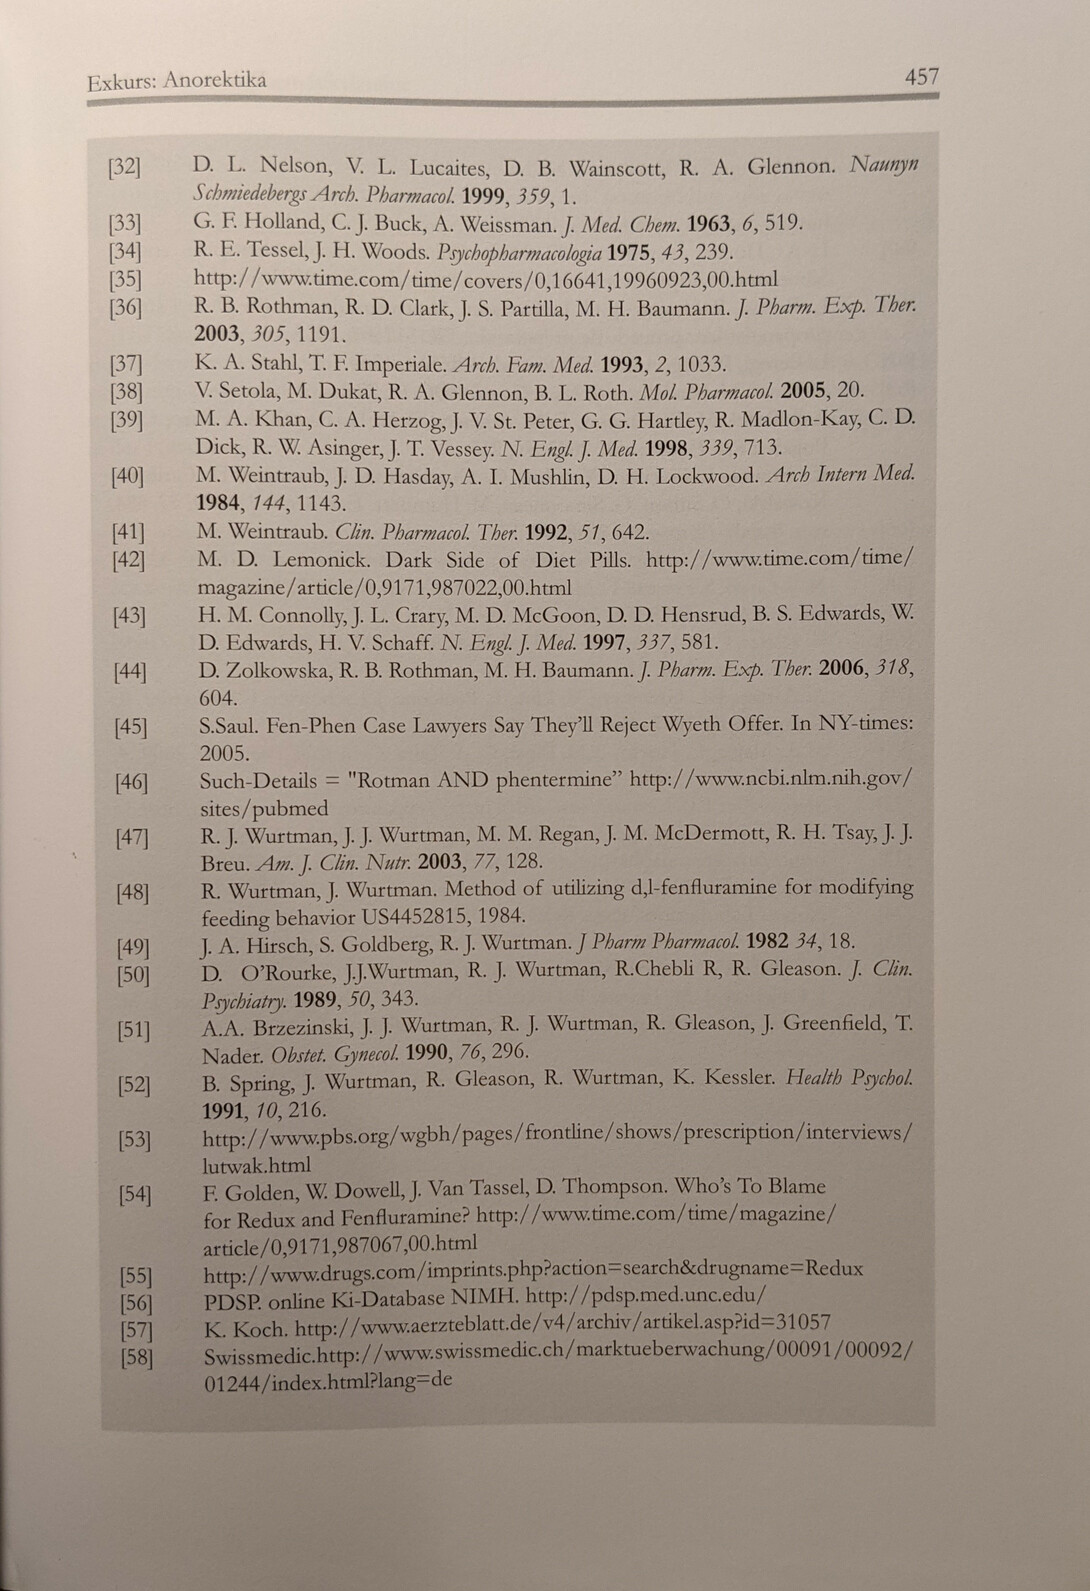 Exkurs: Anorektika 457
[32] D. L. Nelson, V. L. Lucaites, D. B. Wainscott, R. A. Glennon. Naunyn
Schmiedebergs Arch. Pharmacol. 1999, 359, 1.
[33] G. F. Holland, C. J. Buck, A. Weissman. J. Med. Chem. 1963, 6, 519.
[34] R. E. Tessel, J. H. Woods. Psychopharmacologia 1975, 43, 239.
[35] http://www.time.com/time/covers/0,16641,19960923,00.html
[36] R. B. Rothman, R. D. Clark, J. S. Partilla, M. H. Baumann. J. Pharm. Exp. Ther.
2003, 305, 1191.
[37] K. A. Stahl, T. F. Imperiale. Arch. Fam. Med. 1993, 2, 1033.
[38] V. Setola, M. Dukat, R. A. Glennon, B. L. Roth. Mol. Pharmacol. 2005, 20.
[39] M. A. Khan, C. A. Herzog, J. V. St. Peter, G. G. Hartley, R. Madlon-Kay, C. D.
Dick, R. W. Asinger, J. T. Vessey. N. Engl. J. Med. 1998, 339, 713.
[40] M. Weintraub, J. D. Hasday, A. I. Mushlin, D. H. Lockwood. Arch Intern Med.
1984, 144, 1143.
[41] M. Weintraub. Clin. Pharmacol. Ther. 1992, 51, 642.
[42] M. D. Lemonick. Dark Side of Diet Pills. http://www.time.com/time/
magazine/article/0,9171,987022,00.html
[43] H. M. Connolly, J. L. Crary, M. D. McGoon, D. D. Hensrud, B. S. Edwards, W.
D. Edwards, H. V. Schaff. N. Engl. J. Med. 1997, 337, 581.
[44] D. Zolkowska, R. B. Rothman, M. H. Baumann. J. Pharm. Exp. Ther. 2006, 318,
604.
[45] S.Saul. Fen-Phen Case Lawyers Say They'll Reject Wyeth Offer. In NY-times:
2005.
[46] Such-Details = "Rotman AND phentermine” http://www.ncbi.nlm.nih.gov/
sites/pubmed
[47] R. J. Wurtman, J. J. Wurtman, M. M. Regan, J. M. McDermott, R. H. Tsay, J. J.
Breu. Am. J. Clin. Nutr. 2003, 77, 128.
[48] R. Wurtman, J. Wurtman. Method of utilizing d,l-fenfluramine for modifying
feeding behavior US4452815, 1984.
[49] J. A. Hirsch, S. Goldberg, R. J. Wurtman. J Pharm Pharmacol. 1982 34, 18.
[50] D. O'Rourke, J.J.Wurtman, R. J. Wurtman, R.Chebli R, R. Gleason. J. Clin.
Psychiatry. 1989, 50, 343.
[51] A.A. Brzezinski, J. J. Wurtman, R. J. Wurtman, R. Gleason, J. Greenfield, T.
Nader. Obstet. Gynecol. 1990, 76, 296.
[52] B. Spring, J. Wurtman, R. Gleason, R. Wurtman, K. Kessler. Health Psychol.
1991, 10, 216.
[53] http://www.pbs.org/wgbh/pages/frontline/shows/prescription/interviews/
lutwak.html
[54] F. Golden, W. Dowell, J. Van Tassel, D. Thompson. Who's To Blame
for Redux and Fenfluramine? http://www.time.com/time/magazine/
article/0,9171,987067,00.html
[55] http://www.drugs.com/imprints.php?action=search&drugname=Redux
[56] PDSP. online Ki-Database NIMH. http://pdsp.med.unc.edu/
[57] K. Koch. http://www.aerzteblatt.de/v4/archiv/artikel.asp?id=31057
[58] Swissmedic.http://www.swissmedic.ch/marktueberwachung/00091/00092/
01244/index.html?lang=de